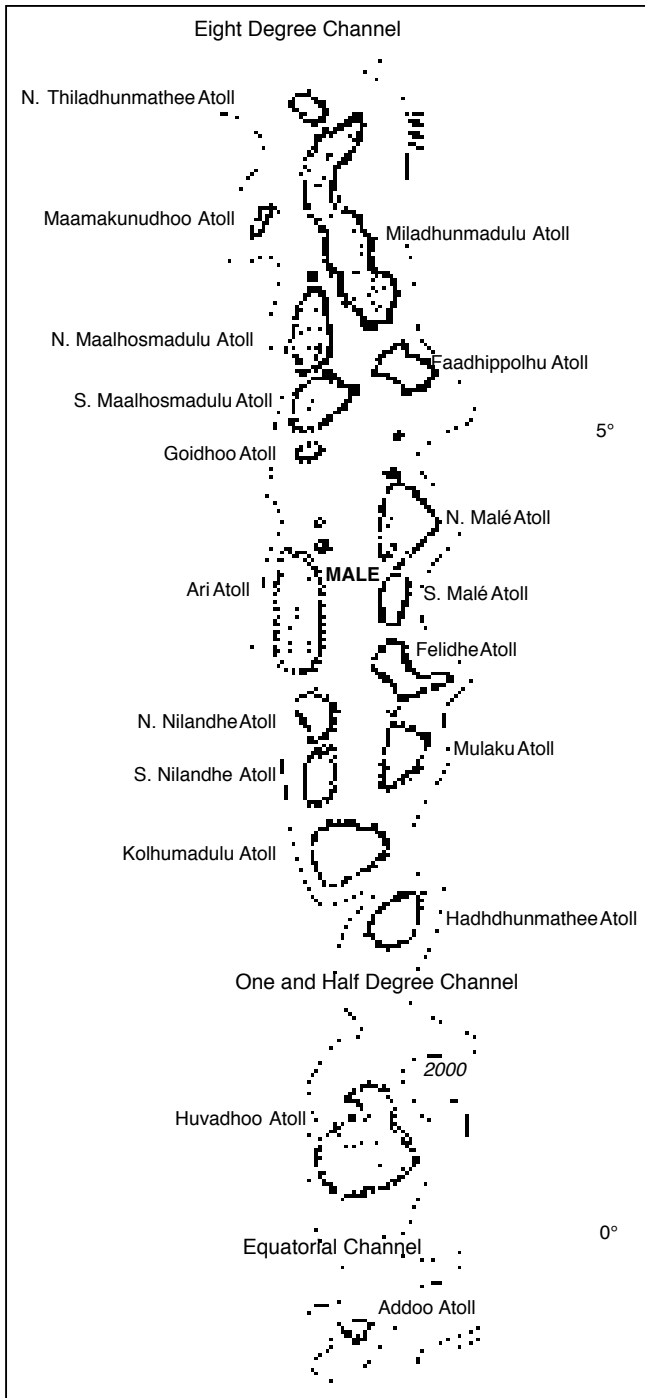 Eight Degree Channel
N. Thiladhunmathee Atoll
Maamakunudhoo Atoll
Miladhunmadulu Atoll
N. Maalhosmadulu Atoll
Faadhippolhu Atoll
S. Maalhosmadulu Atoll
5°
Goidhoo Atoll
N. Malé Atoll
MALE
Ari Atoll
S. Malé Atoll
Felidhe Atoll
N. Nilandhe Atoll
Mulaku Atoll
S. Nilandhe Atoll
Kolhumadulu Atoll
Hadhdhunmathee Atoll
One and Half Degree Channel
2000
Huvadhoo Atoll
0°
Equatorial Channel
Addoo Atoll